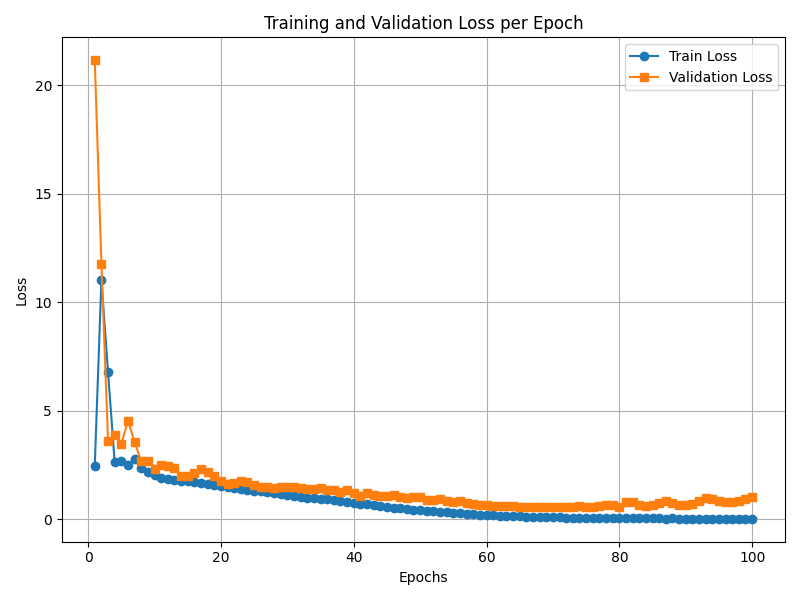 Training and Validation Loss per Epoch
Train Loss
Validation Loss
Loss
20
15
10
5
0
0 20 40 60 80 100
Epochs